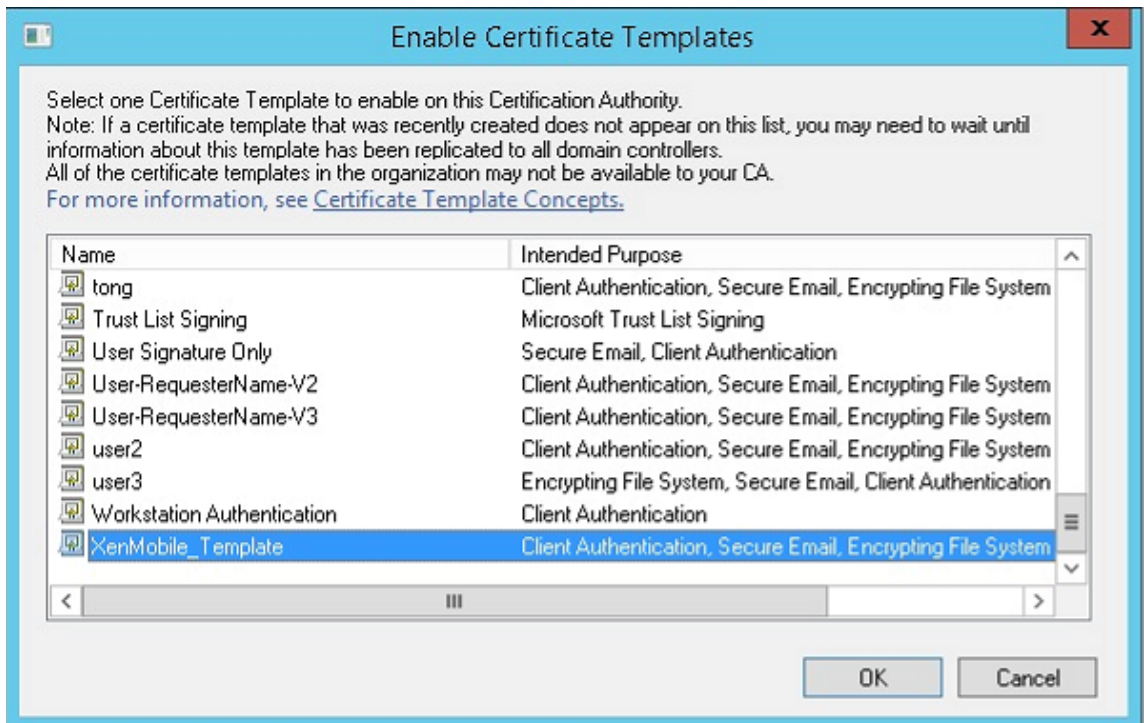 Enable Certificate Templates
x
Select one Certificate Template to enable on this Certification Authority.
Note: If a certificate template that was recently created does not appear on this list, you may need to wait until
information about this template has been replicated to all domain controllers.
All of the certificate templates in the organization may not be available to your CA.
For more information, see Certificate Template Concepts.
Name Intended Purpose
tong Client Authentication, Secure Email, Encrypting File System
Trust List Signing Microsoft Trust List Signing
User Signature Only Secure Email, Client Authentication
User-RequesterName-V2 Client Authentication, Secure Email, Encrypting File System
User-RequesterName-V3 Client Authentication, Secure Email, Encrypting File System
user2 Client Authentication, Secure Email, Encrypting File System
user3 Encrypting File System, Secure Email, Client Authentication
Workstation Authentication Client Authentication
XenMobile_Template Client Authentication, Secure Email, Encrypting File System
OK Cancel